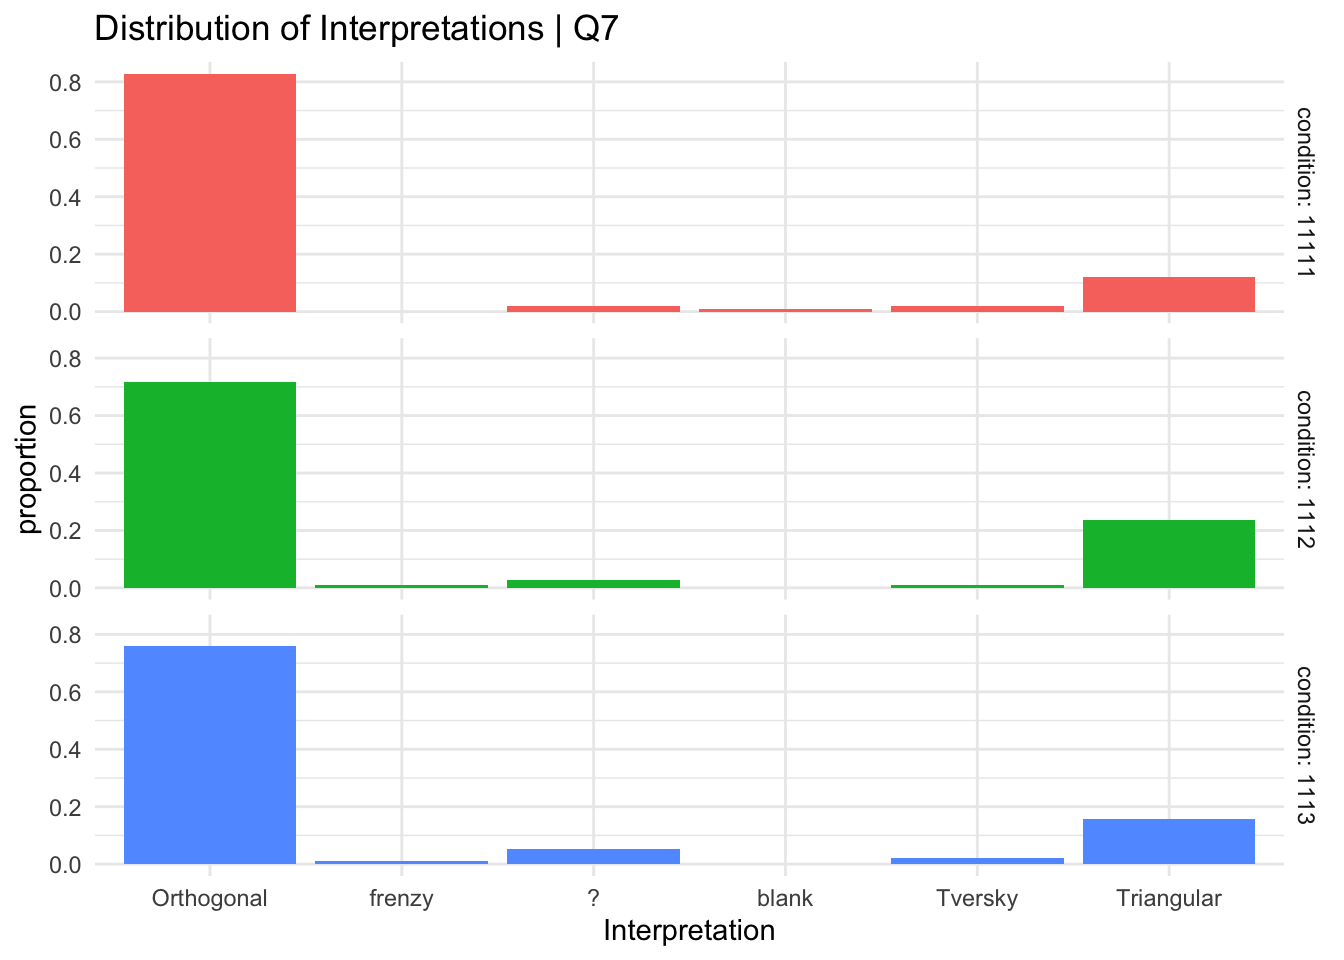 Distribution of Interpretations | Q7
0.8
0.6
0.4
0.2
0.0
condition: 11111
0.8
0.6
0.4
0.2
0.0
condition: 1112
0.8
0.6
0.4
0.2
0.0
condition: 1113
proportion
Orthogonal frenzy ? blank Tversky Triangular
Interpretation